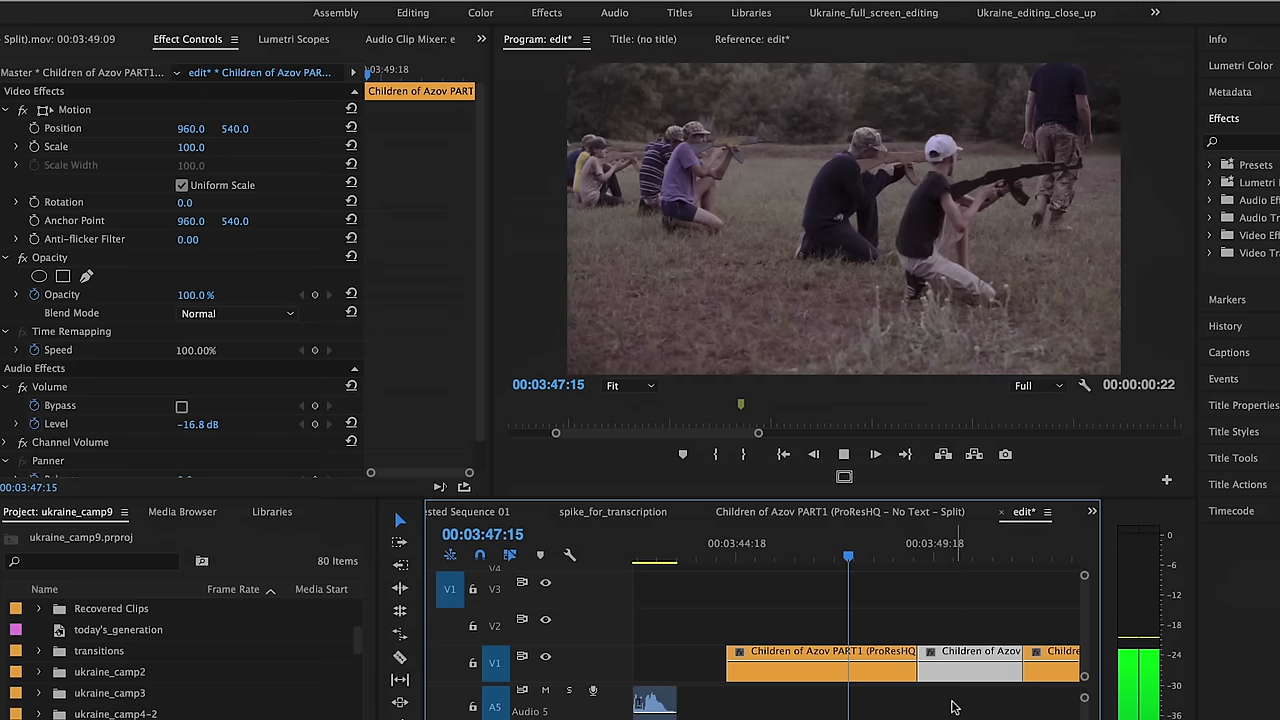 Assembly Editing Color Effects Audio Titles Libraries Ukraine_full_screen_editing Ukraine_editing_close_up
Split).mov: 00:03:49:09 Effect Controls Lumetri Scopes Audio Clip Mixer: e
Master * Children of Azov PART1... edit* * Children of Azov PAR... :03:49:18
Video Effects Children of Azov PART
fx Motion
Position 960.0 540.0
Scale 100.0
Scale Width 100.0
Uniform Scale
Rotation 0.0
Anchor Point 960.0 540.0
Anti-flicker Filter 0.00
fx Opacity
Opacity 100.0 %
Blend Mode Normal
fx Time Remapping
Speed 100.00%
Audio Effects
fx Volume
Bypass
Level -16.8 dB
fx Channel Volume
fx Panner
00:03:47:15
Program: edit* Title: (no title) Reference: edit*
00:03:47:15 Fit Full 00:00:00:22
Info
Lumetri Color
Metadata
Effects
Presets
Lumetri
Audio Ef
Audio Tr
Video Ef
Video Tra
Markers
History
Captions
Events
Title Properties
Title Styles
Title Tools
Title Actions
Timecode
Project: ukraine_camp9 Media Browser Libraries
ukraine_camp9.prproj
80 Items
Name Frame Rate Media Start
Recovered Clips
today's_generation
transitions
ukraine_camp2
ukraine_camp3
ukraine_camp4-2
ested Sequence 01 spike_for_transcription Children of Azov PART1 (ProResHQ - No Text - Split) × edit*
00:03:47:15
00:03:44:18 00:03:49:18
V4
V1 V3
V2
V1 Children of Azov PART1 (ProResHQ Children of Azov Childre
A5 M S
Audio 5
0
-6
-12
-18
-24
-30
-36